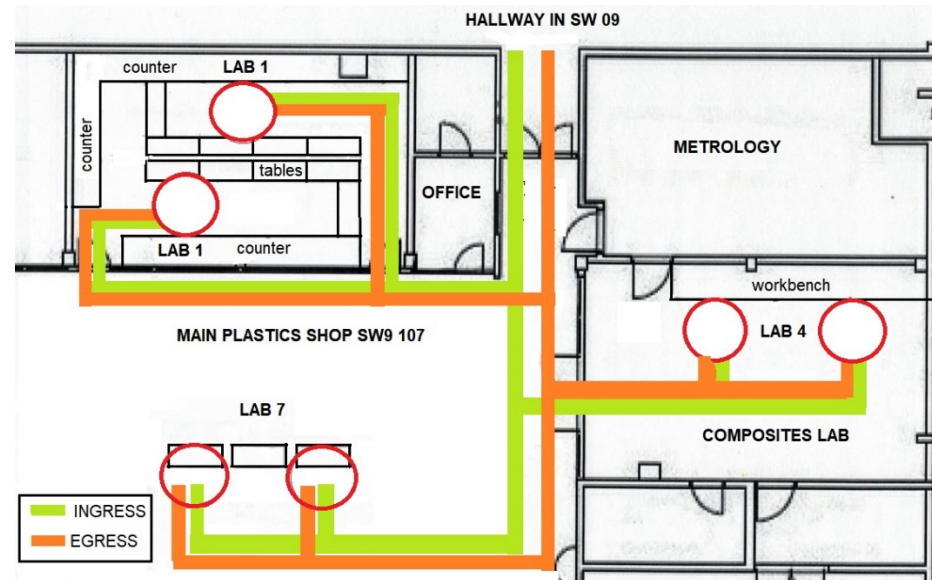 HALLWAY IN SW 09
counter
LAB 1
counter
tables
LAB 1
counter
OFFICE
METROLOGY
workbench
LAB 4
MAIN PLASTICS SHOP SW9 107
LAB 7
COMPOSITES LAB
INGRESS
EGRESS